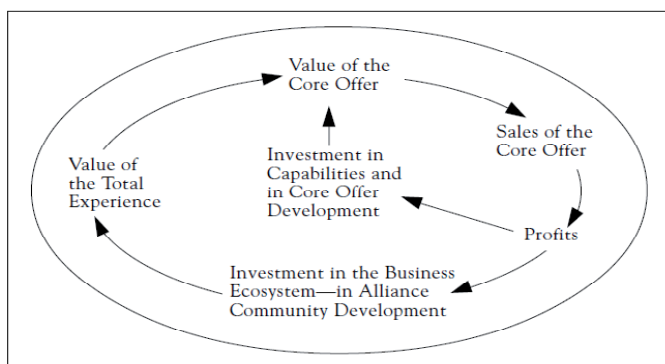 Value of the
Core Offer
Sales of the
Core Offer
Investment in
Capabilities and
in Core Offer
Development
Value of
the Total
Experience
Profits
Investment in the Business
Ecosystem—in Alliance
Community Development